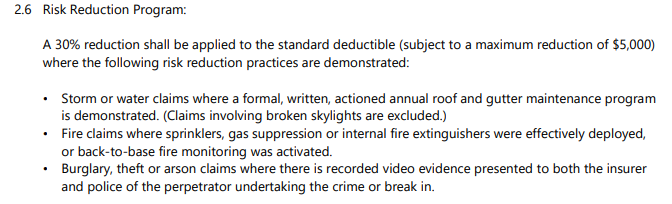 2.6 Risk Reduction Program:
A 30% reduction shall be applied to the standard deductible (subject to a maximum reduction of $5,000)
where the following risk reduction practices are demonstrated:
• Storm or water claims where a formal, written, actioned annual roof and gutter maintenance program
is demonstrated. (Claims involving broken skylights are excluded.)
• Fire claims where sprinklers, gas suppression or internal fire extinguishers were effectively deployed,
or back-to-base fire monitoring was activated.
• Burglary, theft or arson claims where there is recorded video evidence presented to both the insurer
and police of the perpetrator undertaking the crime or break in.